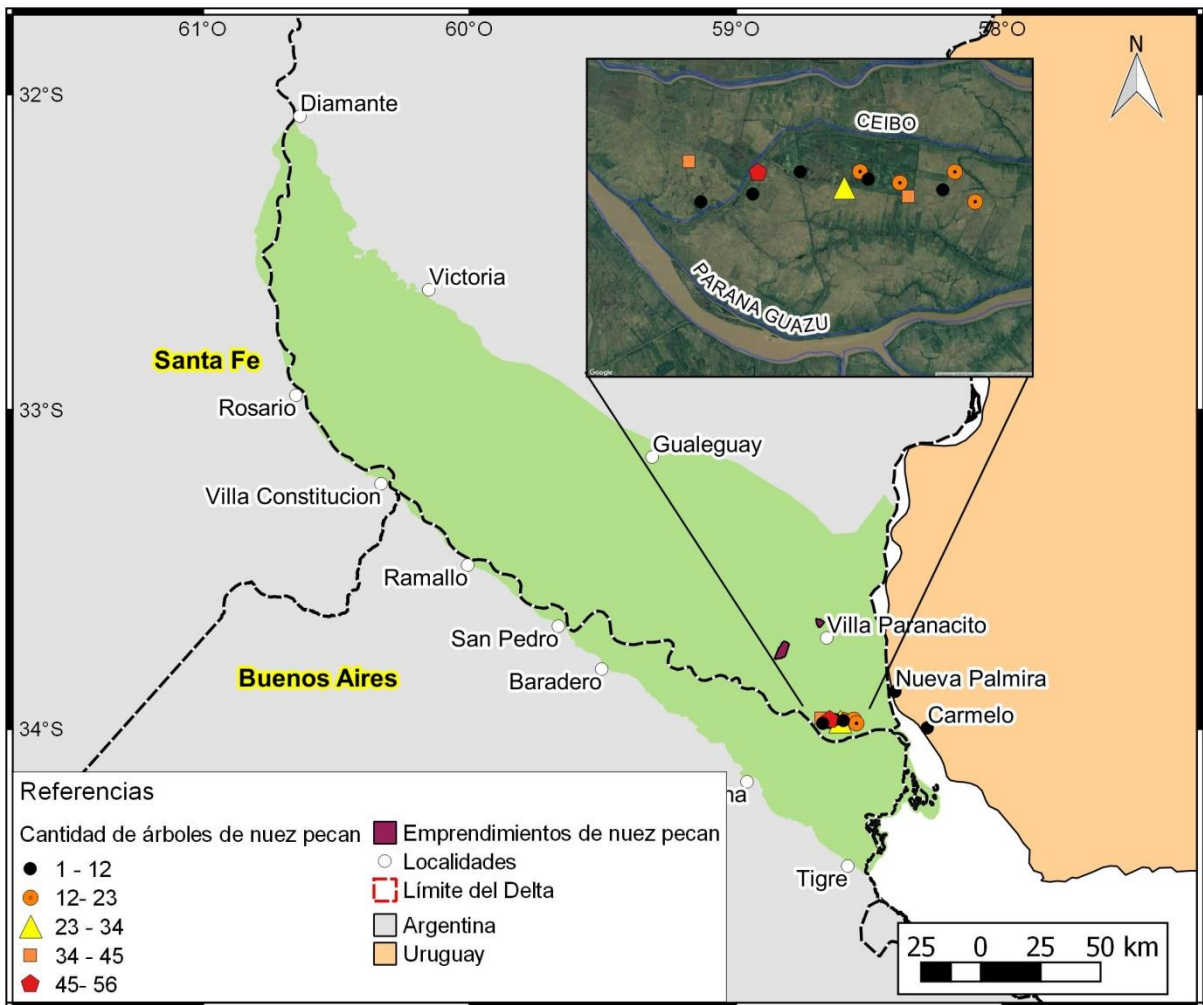 61°O
60°O
59°O
58°O
N
32°S
Diamante
CEIBO
PARANA GUAZU
Google
Victoria
Santa Fe
Rosario
33°S
Gualeguay
Villa Constitucion
Ramallo
San Pedro
Villa Paranacito
Buenos Aires
Baradero
Nueva Palmira
Carmelo
34°S
na
Tigre
Referencias
Cantidad de árboles de nuez pecan
1 - 12
12- 23
23 - 34
34 - 45
45- 56
Emprendimientos de nuez pecan
Localidades
Límite del Delta
Argentina
Uruguay
25 0 25 50 km